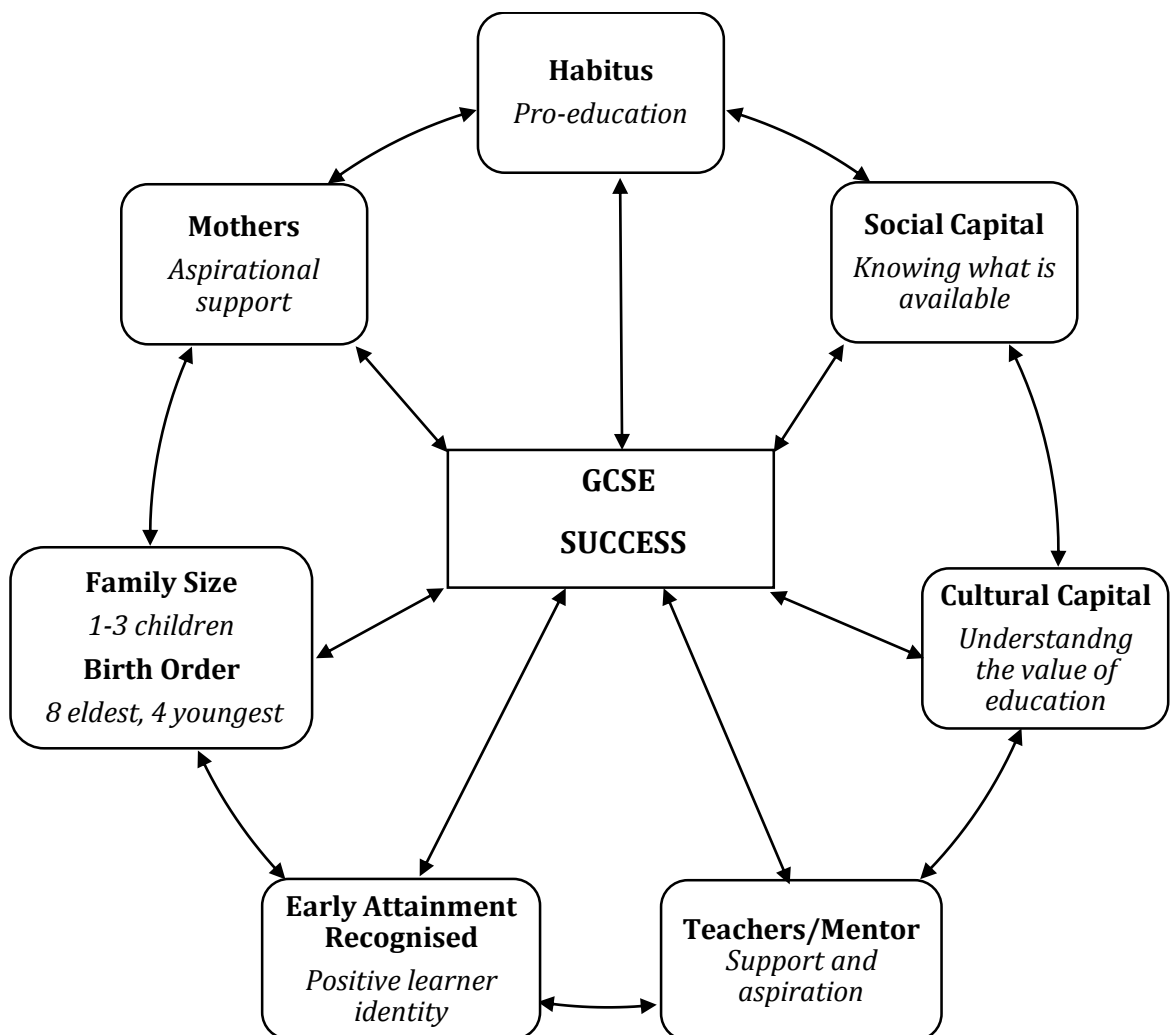 Habitus
Pro-education
Mothers
Aspirational
support
Social Capital
Knowing what is
available
GCSE
SUCCESS
Family Size
1-3 children
Birth Order
8 eldest, 4 youngest
Cultural Capital
Understandng
the value of
education
Early Attainment
Recognised
Positive learner
identity
Teachers/Mentor
Support and
aspiration